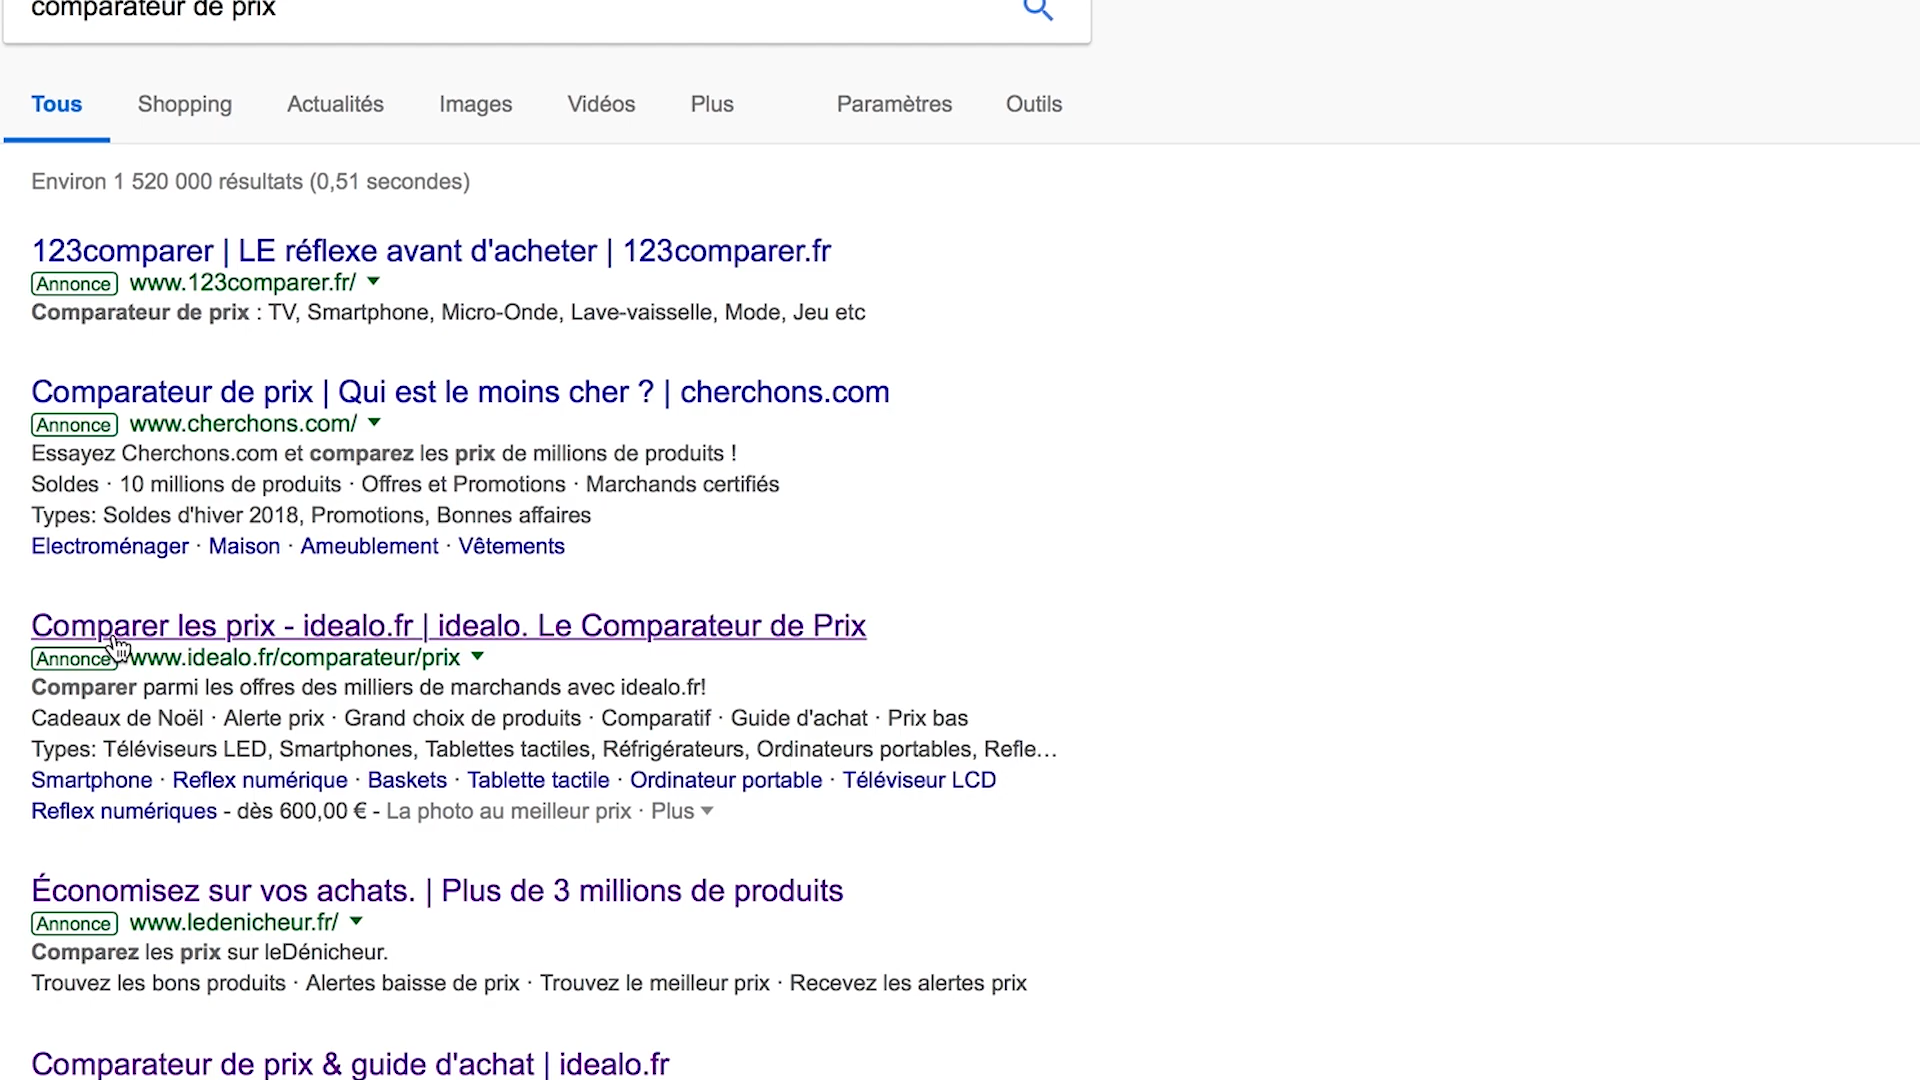 comparateur de prix
Tous Shopping Actualités Images Vidéos Plus Paramètres Outils
Environ 1 520 000 résultats (0,51 secondes)
123comparer | LE réflexe avant d'acheter | 123comparer.fr
Annonce www.123comparer.fr/
Comparateur de prix : TV, Smartphone, Micro-Onde, Lave-vaisselle, Mode, Jeu etc
Comparateur de prix | Qui est le moins cher ? | cherchons.com
Annonce www.cherchons.com/
Essayez Cherchons.com et comparez les prix de millions de produits !
Soldes · 10 millions de produits · Offres et Promotions · Marchands certifiés
Types: Soldes d'hiver 2018, Promotions, Bonnes affaires
Electroménager · Maison · Ameublement · Vêtements
Comparer les prix - idealo.fr | idealo. Le Comparateur de Prix
Annonce www.idealo.fr/comparateur/prix
Comparer parmi les offres des milliers de marchands avec idealo.fr!
Cadeaux de Noël · Alerte prix · Grand choix de produits · Comparatif · Guide d'achat · Prix bas
Types: Téléviseurs LED, Smartphones, Tablettes tactiles, Réfrigérateurs, Ordinateurs portables, Refle...
Smartphone · Reflex numérique · Baskets · Tablette tactile · Ordinateur portable · Téléviseur LCD
Reflex numériques - dès 600,00 € - La photo au meilleur prix · Plus
Économisez sur vos achats. | Plus de 3 millions de produits
Annonce www.ledenicheur.fr/
Comparez les prix sur leDénicheur.
Trouvez les bons produits · Alertes baisse de prix · Trouvez le meilleur prix · Recevez les alertes prix
Comparateur de prix & guide d'achat | idealo.fr